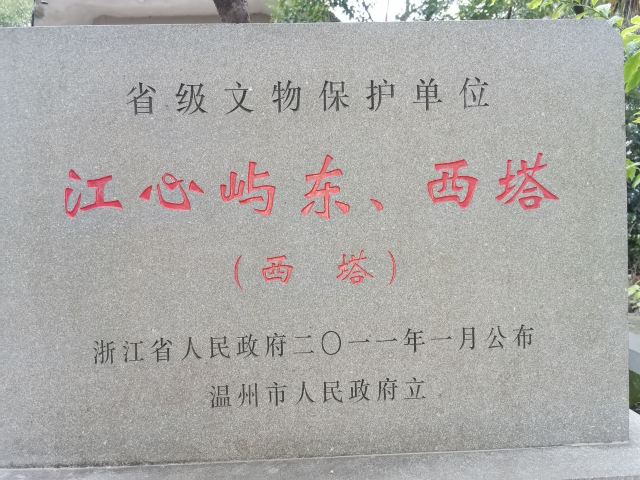 省级文物保护单位
江心屿东、西塔
（西塔）
浙江省人民政府二〇一一年一月公布
温州市人民政府立